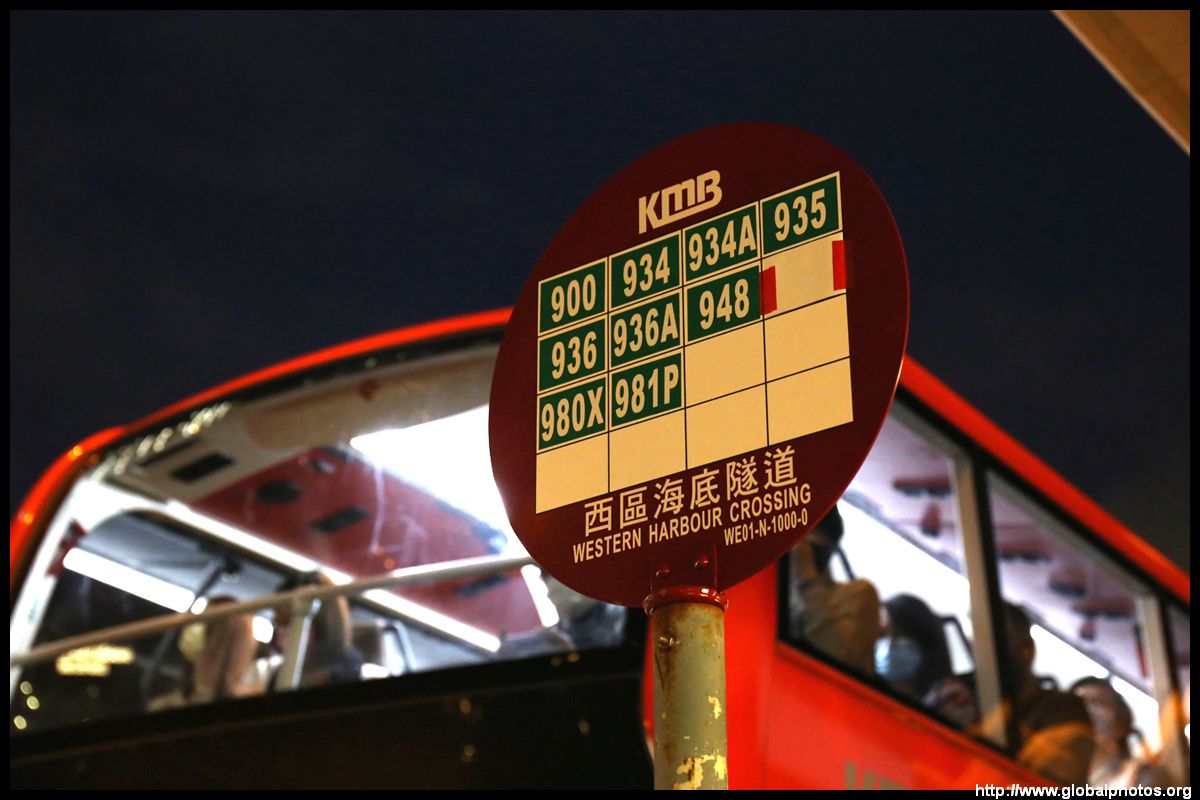 KMB
900 934 934A 935
936 936A 948
980X 981P
西區海底隧道
WESTERN HARBOUR CROSSING
WE01-N-1000-0
http://www.globalphotos.org